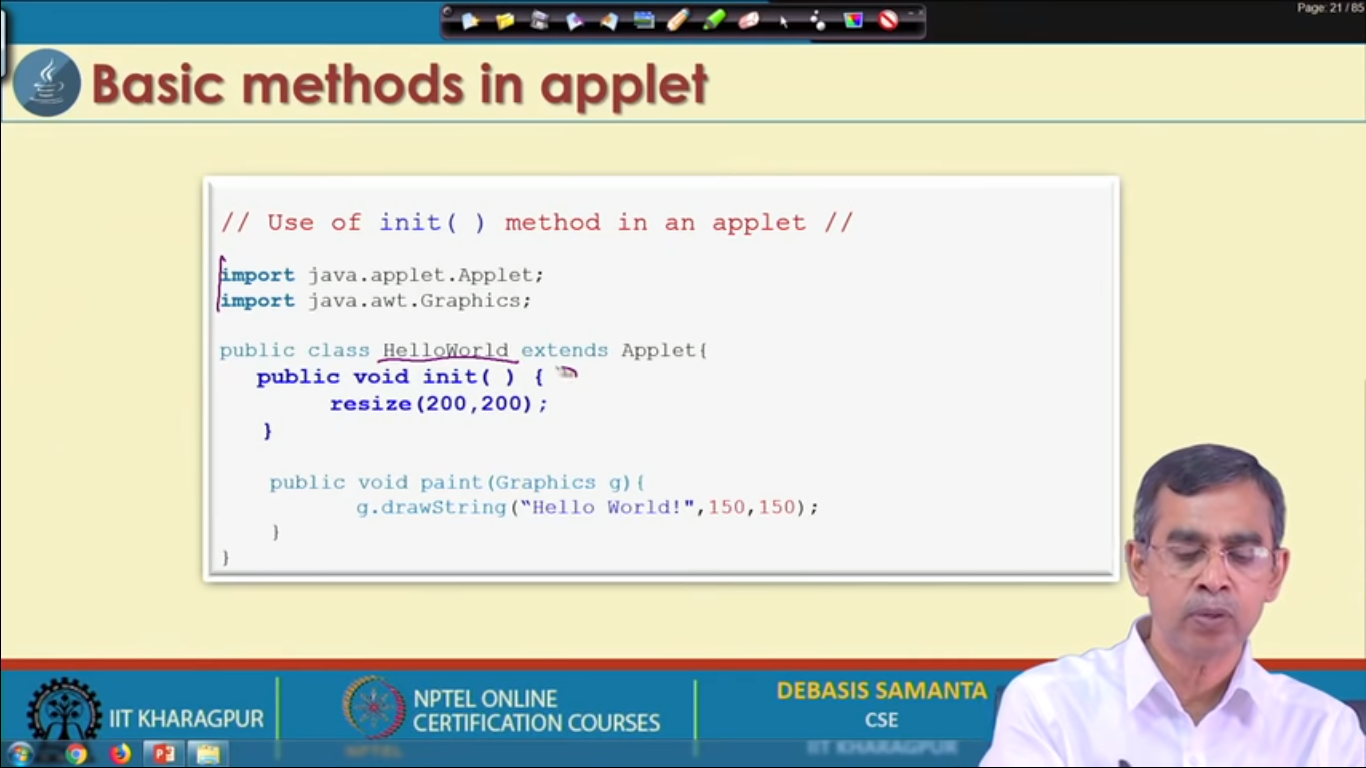 Page: 21 / 85
Basic methods in applet
// Use of init( ) method in an applet //
import java.applet.Applet;
import java.awt.Graphics;
public class HelloWorld extends Applet{
public void init( ) {
resize(200,200);
}
public void paint(Graphics g){
g.drawString(“Hello World!",150,150);
}
}
IIT KHARAGPUR
NPTEL ONLINE
CERTIFICATION COURSES
DEBASIS SAMANTA
CSE
IIT KHARAGPUR
NPTEL